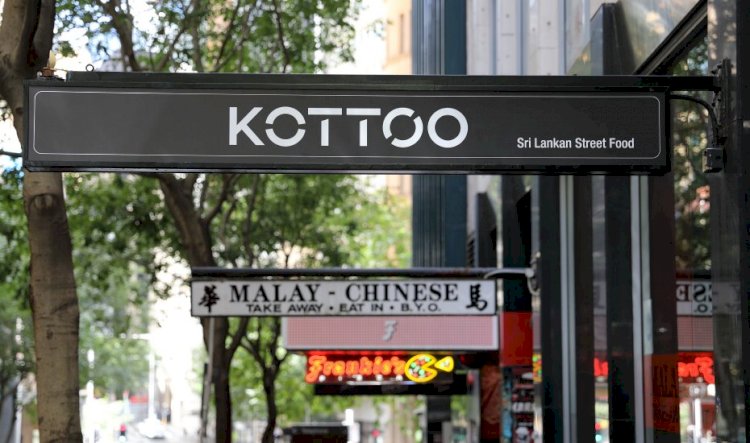 KOTTOO
Sri Lankan Street Food
華 MALAY - CHINESE 馬
TAKE AWAY • EAT IN • B.Y.O.
F
Frankie's